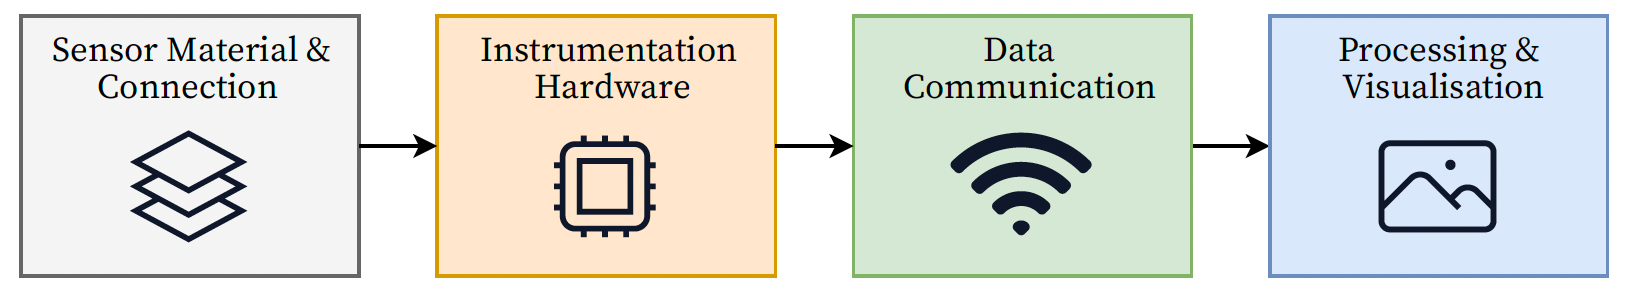 Sensor Material &
Connection
Instrumentation
Hardware
Data
Communication
Processing &
Visualisation